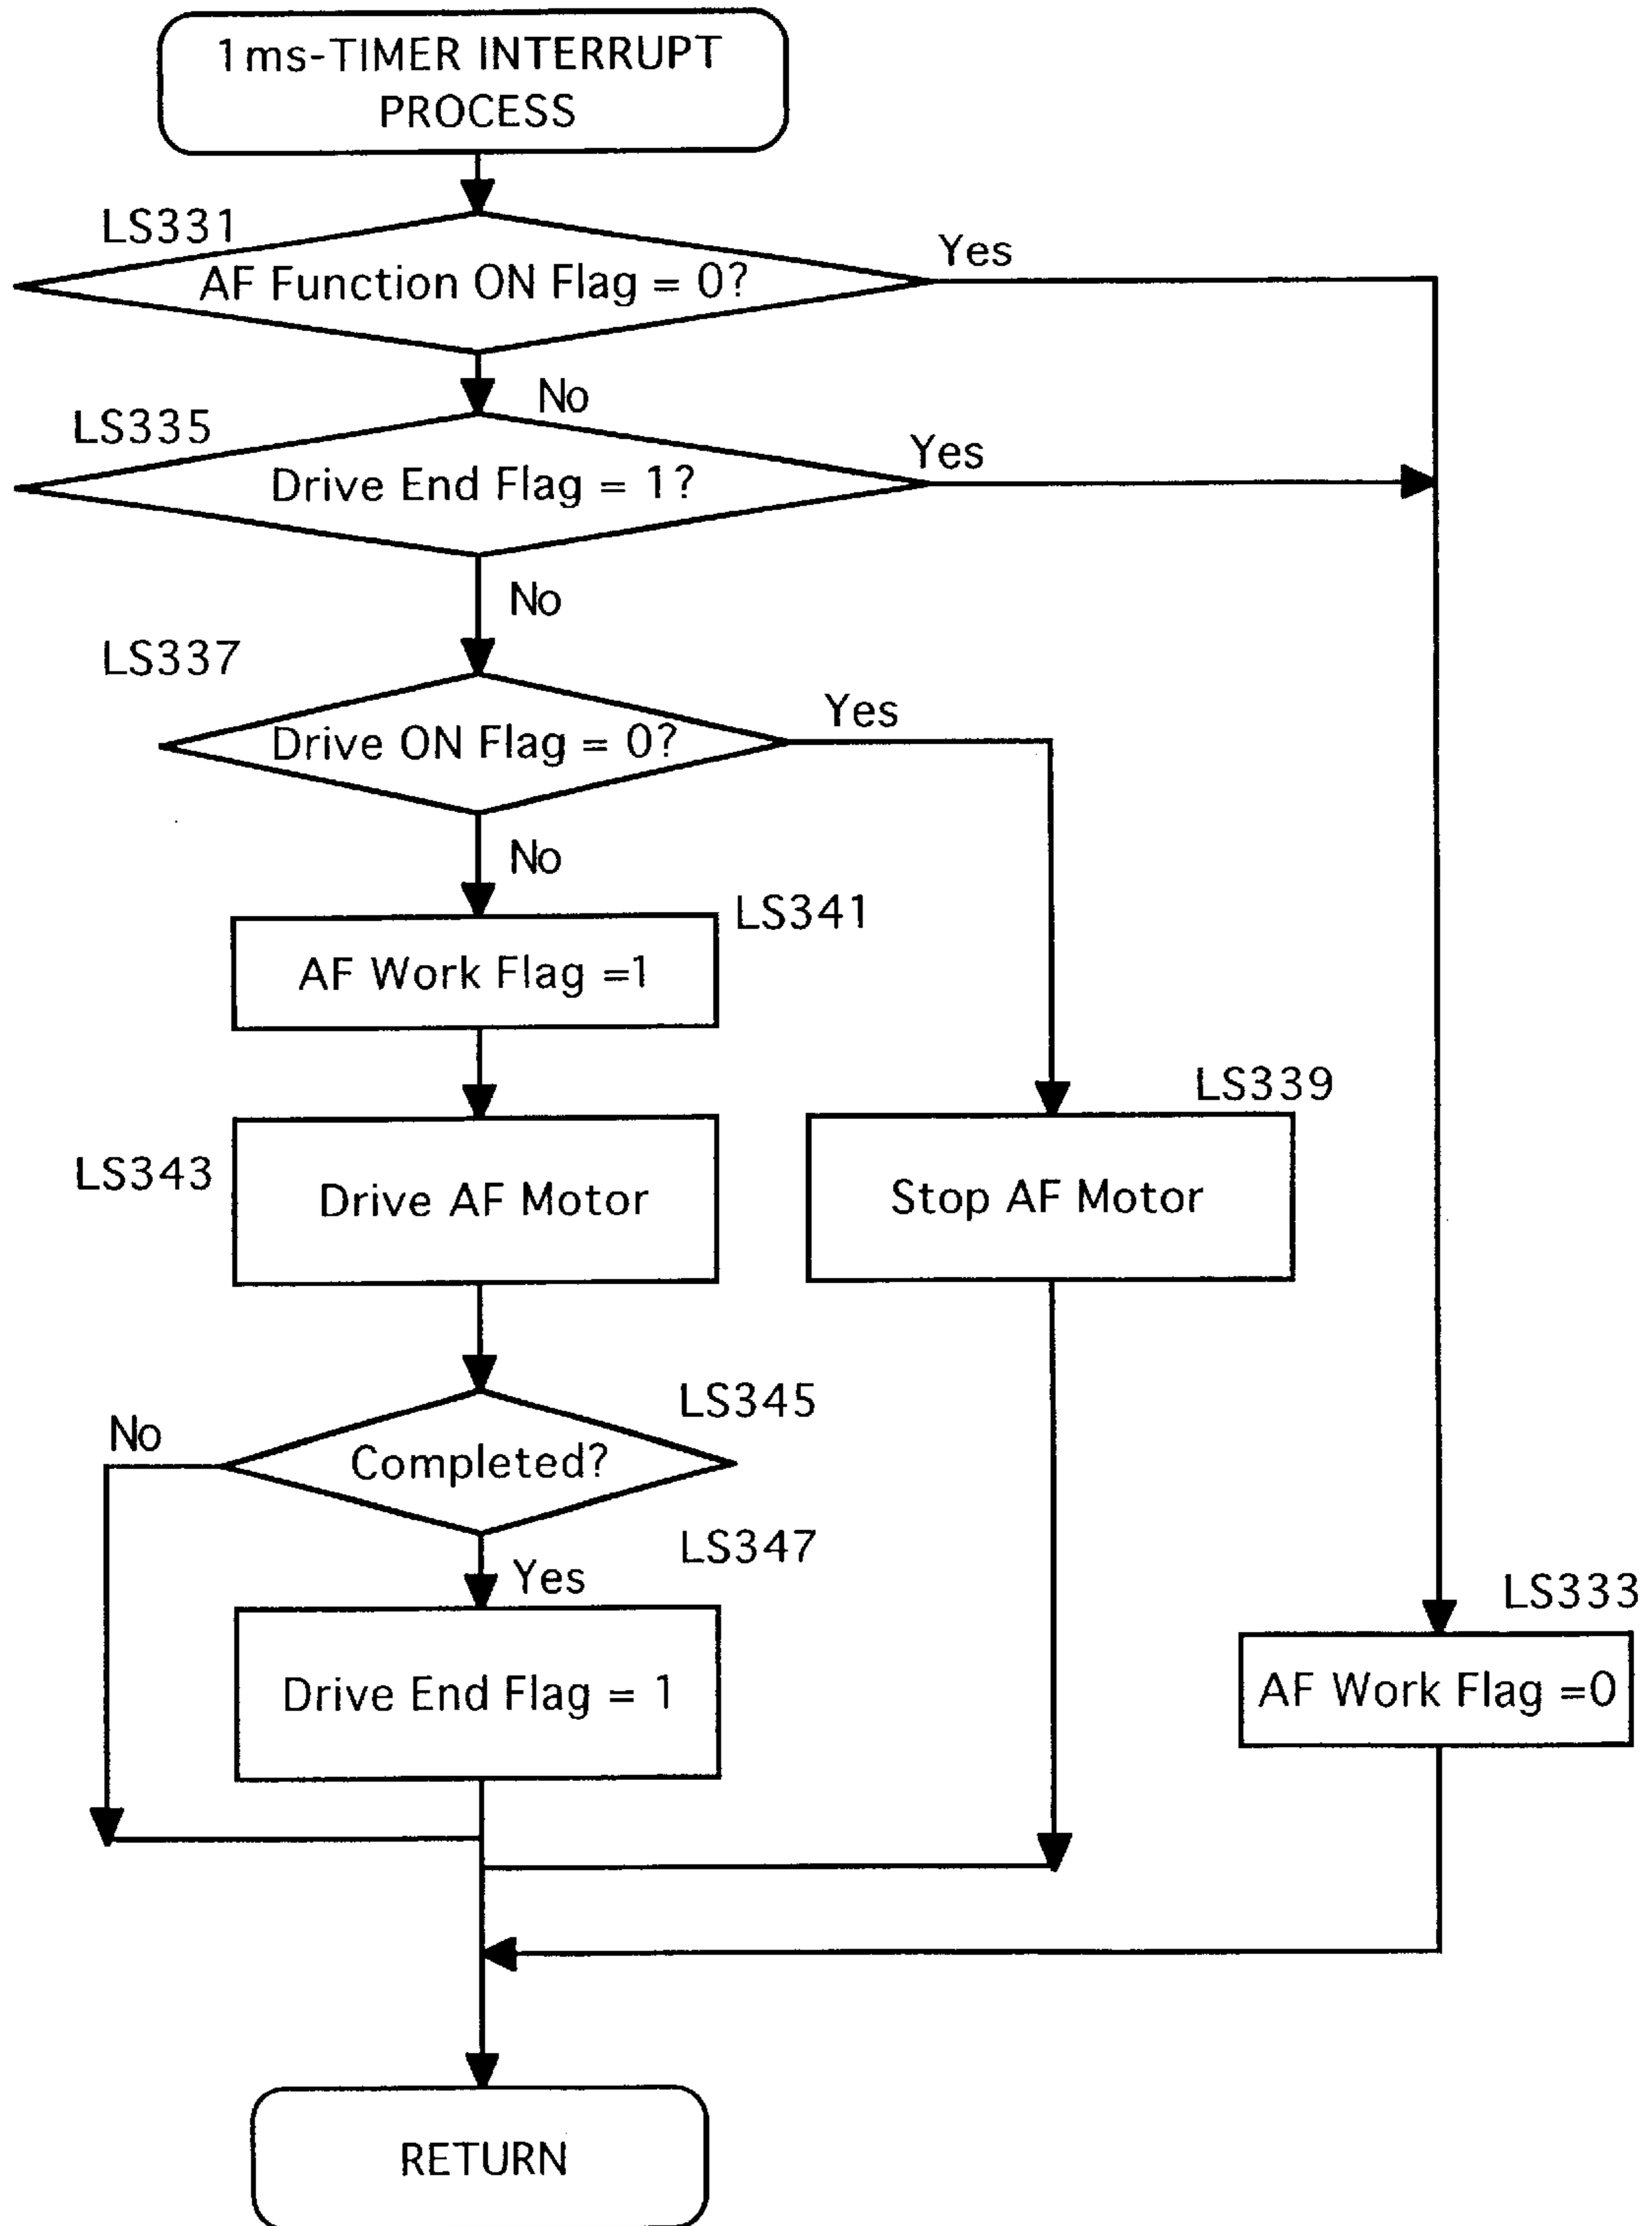 1ms-TIMER INTERRUPT
PROCESS
LS331
AF Function ON Flag = 0?
Yes
No
LS335
Drive End Flag = 1?
Yes
No
LS337
Drive ON Flag = 0?
Yes
No
LS341
AF Work Flag =1
LS339
LS343
Drive AF Motor
Stop AF Motor
LS345
No
Completed?
LS347
Yes
LS333
Drive End Flag = 1
AF Work Flag =0
RETURN